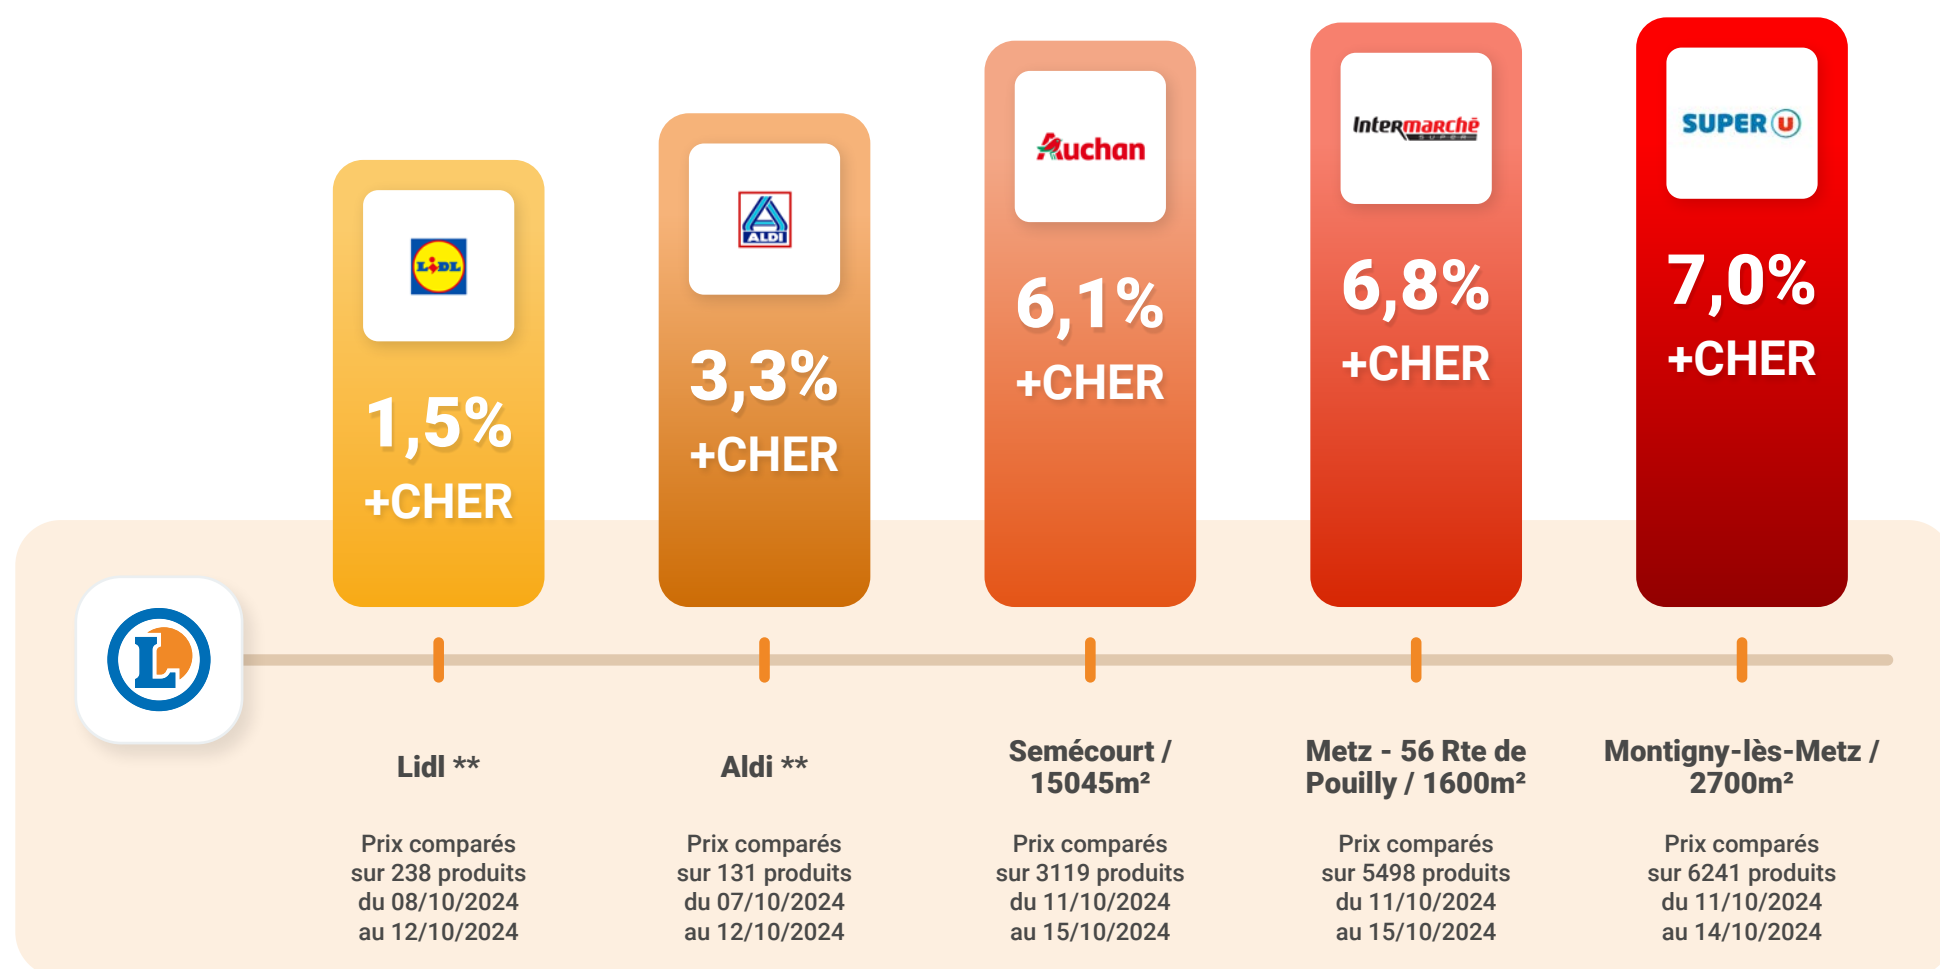 LIDL
1,5%
+CHER
ALDI
3,3%
+CHER
Auchan
6,1%
+CHER
Intermarché
SUPER
6,8%
+CHER
SUPER U
7,0%
+CHER
L
Lidl **
Prix comparés
sur 238 produits
du 08/10/2024
au 12/10/2024
Aldi **
Prix comparés
sur 131 produits
du 07/10/2024
au 12/10/2024
Semécourt /
15045m²
Prix comparés
sur 3119 produits
du 11/10/2024
au 15/10/2024
Metz - 56 Rte de
Pouilly / 1600m²
Prix comparés
sur 5498 produits
du 11/10/2024
au 15/10/2024
Montigny-lès-Metz /
2700m²
Prix comparés
sur 6241 produits
du 11/10/2024
au 14/10/2024